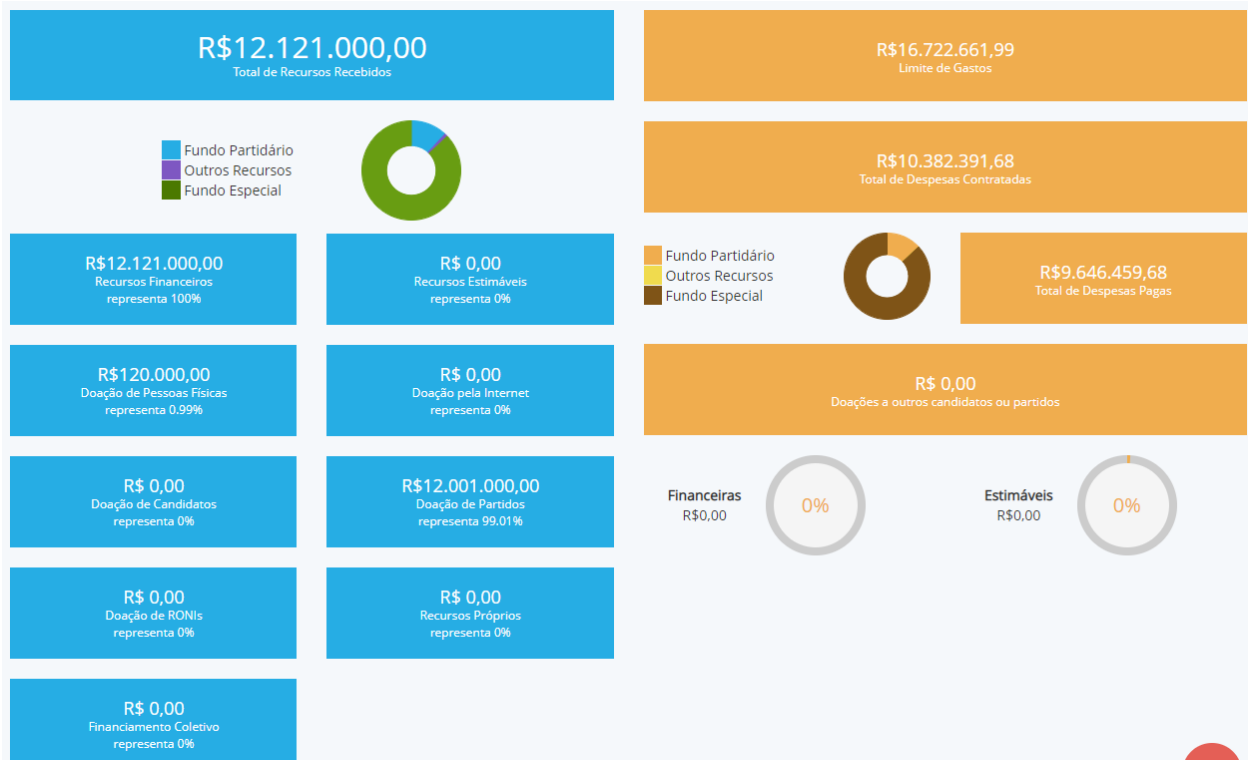 R$12.121.000,00
Total de Recursos Recebidos
Fundo Partidário
Outros Recursos
Fundo Especial
R$12.121.000,00
Recursos Financeiros
representa 100%
R$ 0,00
Recursos Estimáveis
representa 0%
R$120.000,00
Doação de Pessoas Físicas
representa 0.99%
R$ 0,00
Doação pela Internet
representa 0%
R$ 0,00
Doação de Candidatos
representa 0%
R$12.001.000,00
Doação de Partidos
representa 99.01%
R$ 0,00
Doação de RONIs
representa 0%
R$ 0,00
Recursos Próprios
representa 0%
R$ 0,00
Financiamento Coletivo
representa 0%
R$16.722.661,99
Limite de Gastos
R$10.382.391,68
Total de Despesas Contratadas
Fundo Partidário
Outros Recursos
Fundo Especial
R$9.646.459,68
Total de Despesas Pagas
R$ 0,00
Doações a outros candidatos ou partidos
Financeiras
R$0,00
0%
Estimáveis
R$0,00
0%